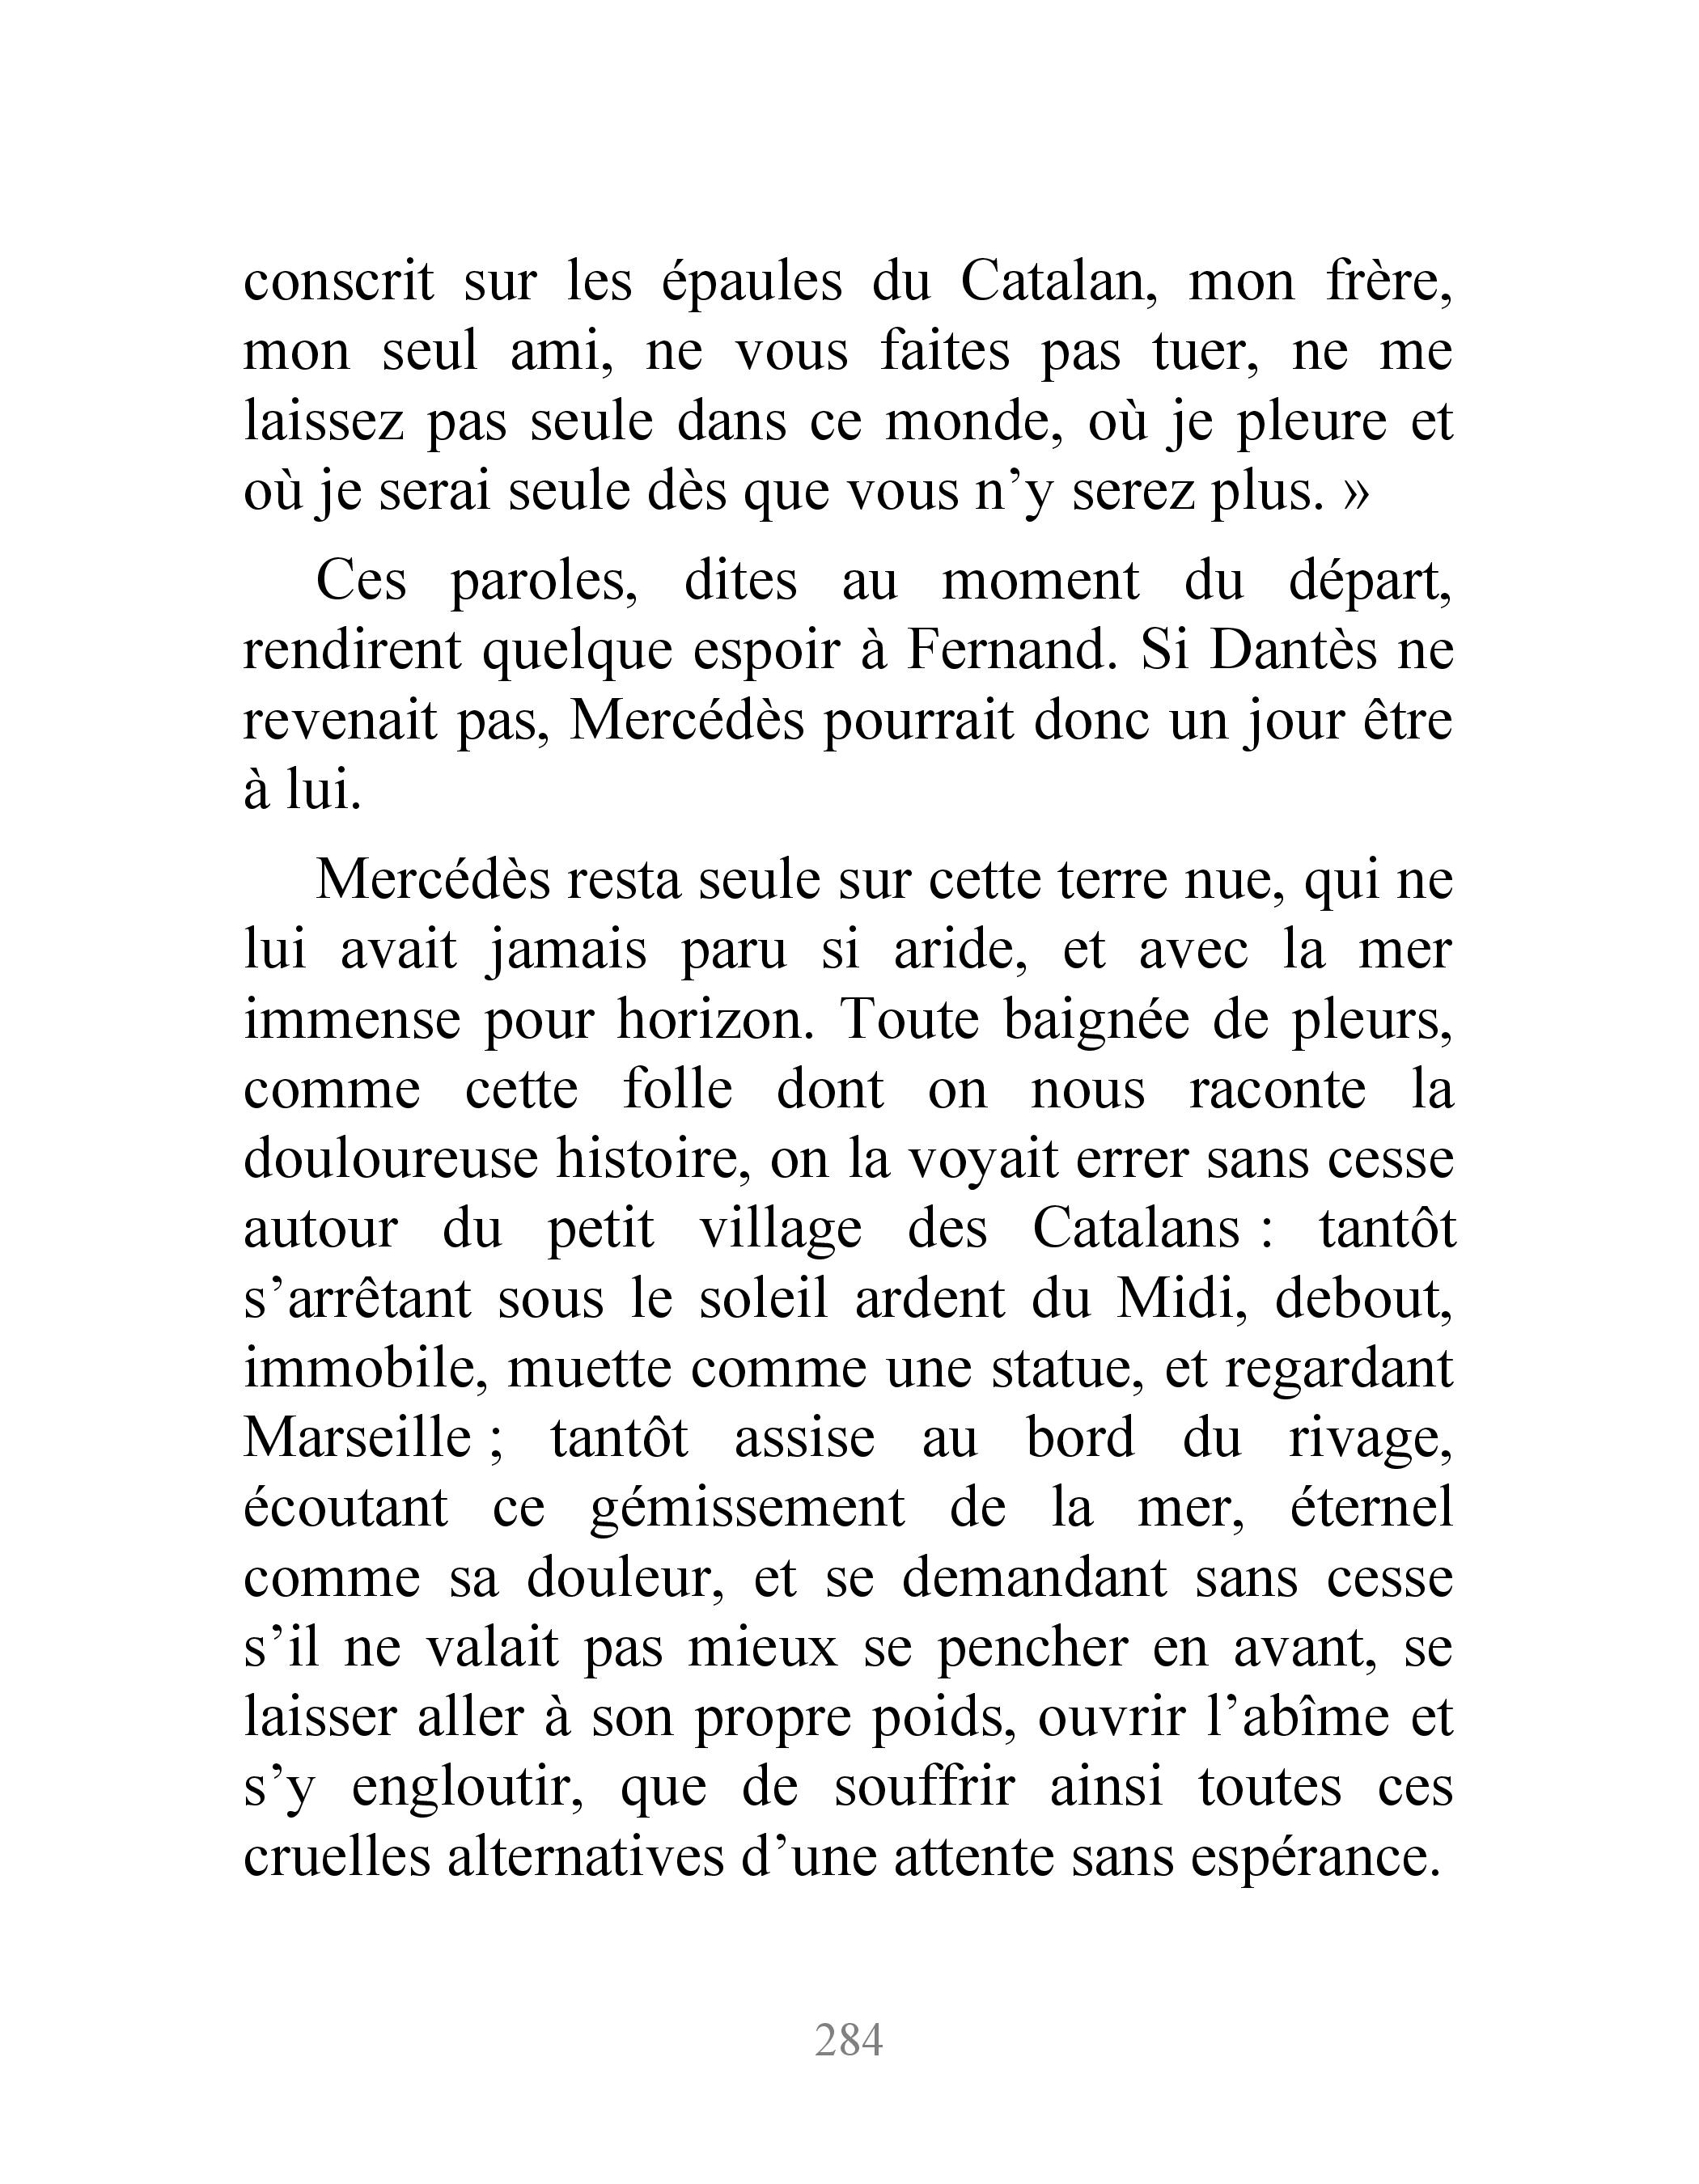 conscrit sur les épaules du Catalan, mon frère,
mon seul ami, ne vous faites pas tuer, ne me
laissez pas seule dans ce monde, où je pleure et
où je serai seule dès que vous n’y serez plus. »
Ces paroles, dites au moment du départ,
rendirent quelque espoir à Fernand. Si Dantès ne
revenait pas, Mercédès pourrait donc un jour être
à lui.
Mercédès resta seule sur cette terre nue, qui ne
lui avait jamais paru si aride, et avec la mer
immense pour horizon. Toute baignée de pleurs,
comme cette folle dont on nous raconte la
douloureuse histoire, on la voyait errer sans cesse
autour du petit village des Catalans : tantôt
s’arrêtant sous le soleil ardent du Midi, debout,
immobile, muette comme une statue, et regardant
Marseille ; tantôt assise au bord du rivage,
écoutant ce gémissement de la mer, éternel
comme sa douleur, et se demandant sans cesse
s’il ne valait pas mieux se pencher en avant, se
laisser aller à son propre poids, ouvrir l’abîme et
s’y engloutir, que de souffrir ainsi toutes ces
cruelles alternatives d’une attente sans espérance.
284